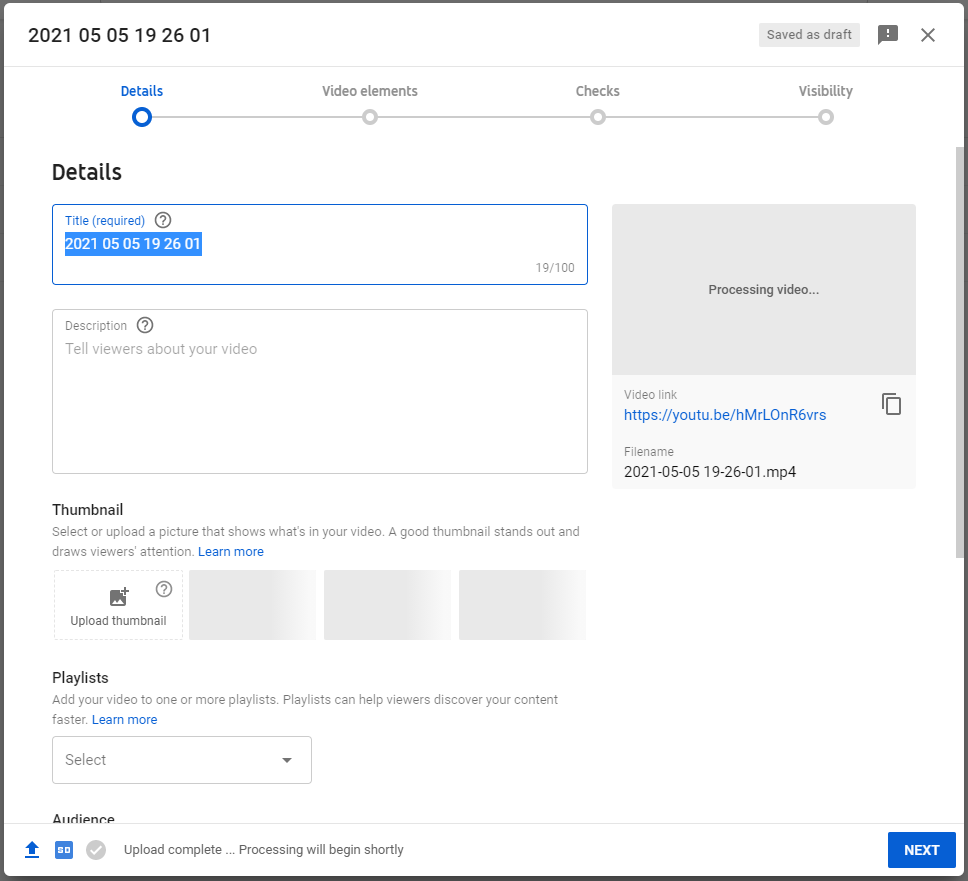 2021 05 05 19 26 01
Saved as draft
Details
Video elements
Checks
Visibility
Details
Title (required)
2021 05 05 19 26 01
19/100
Description
Tell viewers about your video
Processing video...
Video link
https://youtu.be/hMrLOnR6vrs
Filename
2021-05-05 19-26-01.mp4
Thumbnail
Select or upload a picture that shows what's in your video. A good thumbnail stands out and
draws viewers' attention. Learn more
Upload thumbnail
Playlists
Add your video to one or more playlists. Playlists can help viewers discover your content
faster. Learn more
Select
Audience
SD
Upload complete ... Processing will begin shortly
NEXT